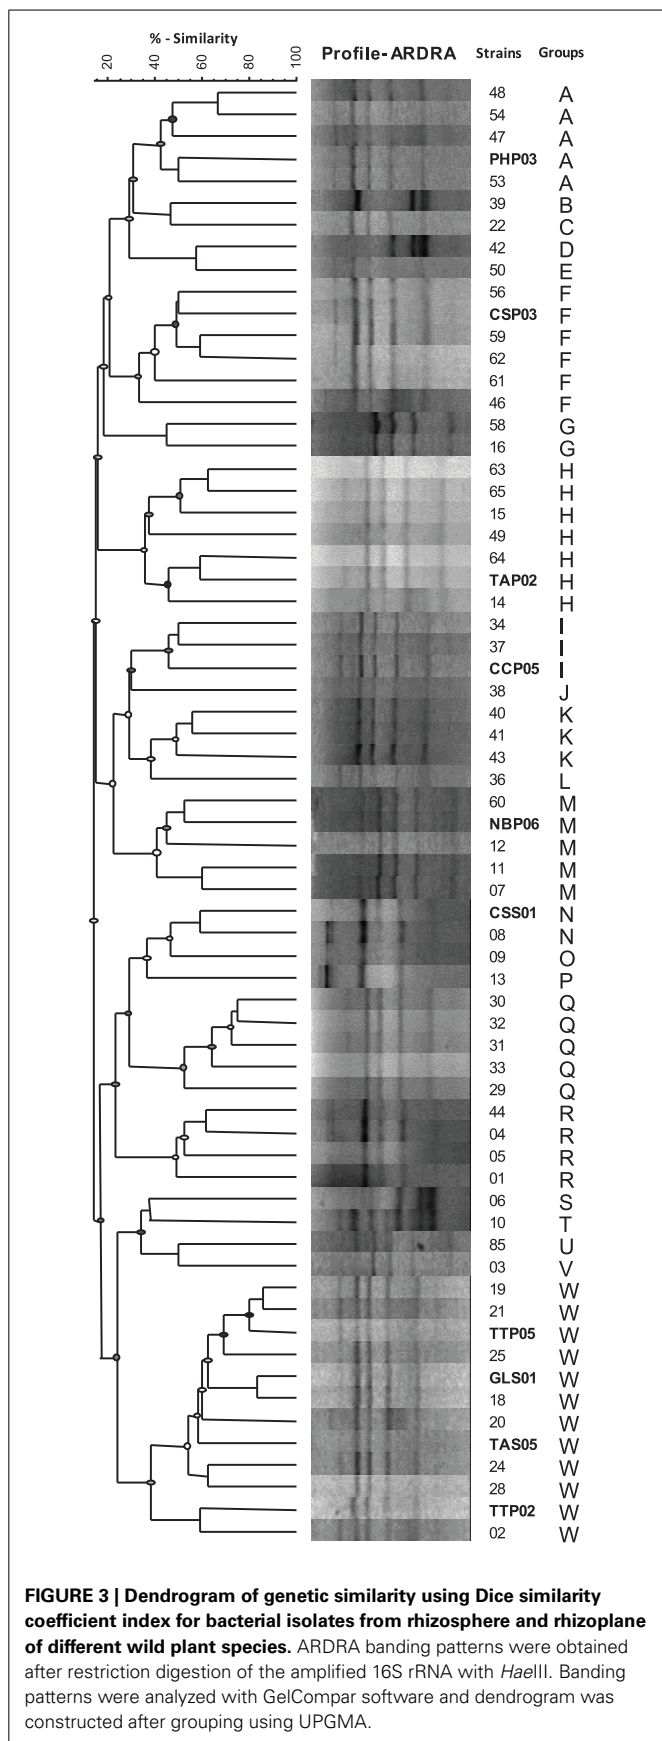 % - Similarity Profile-ARDRA Strains Groups
20 40 60 80 100
48 A
54 A
47 A
PHP03 A
53 A
39 B
22 C
42 D
50 E
56 F
CSP03 F
59 F
62 F
61 F
46 F
58 G
16 G
63 H
65 H
15 H
49 H
64 H
TAP02 H
14 H
34 I
37 I
CCP05 I
38 J
40 K
41 K
43 K
36 L
60 M
NBP06 M
12 M
11 M
07 M
CSS01 N
08 N
09 O
13 P
30 Q
32 Q
31 Q
33 Q
29 Q
44 R
04 R
05 R
01 R
06 S
10 T
85 U
03 V
19 W
21 W
TTP05 W
25 W
GLS01 W
18 W
20 W
TAS05 W
24 W
28 W
TTP02 W
02 W
FIGURE 3 | Dendrogram of genetic similarity using Dice similarity
coefficient index for bacterial isolates from rhizosphere and rhizoplane
of different wild plant species. ARDRA banding patterns were obtained
after restriction digestion of the amplified 16S rRNA with HaeIII. Banding
patterns were analyzed with GelCompar software and dendrogram was
constructed after grouping using UPGMA.